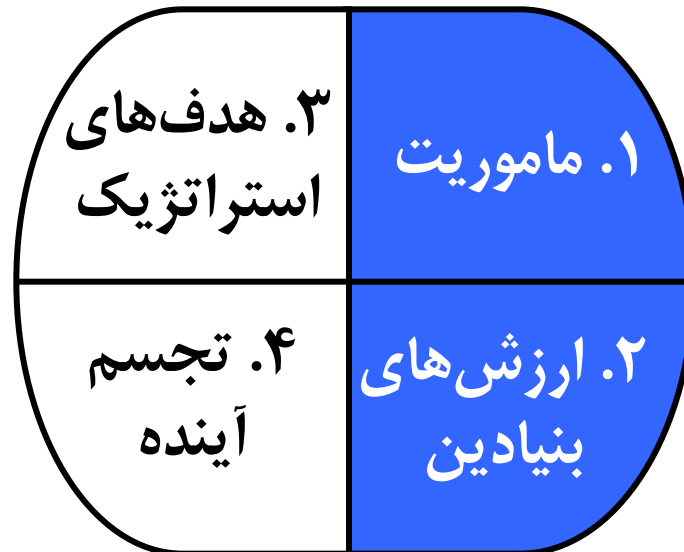 ۱. ماموریت
۲. ارزش‌های
بنیادین
۳. هدف‌های
استراتژیک
۴. تجسم
آینده